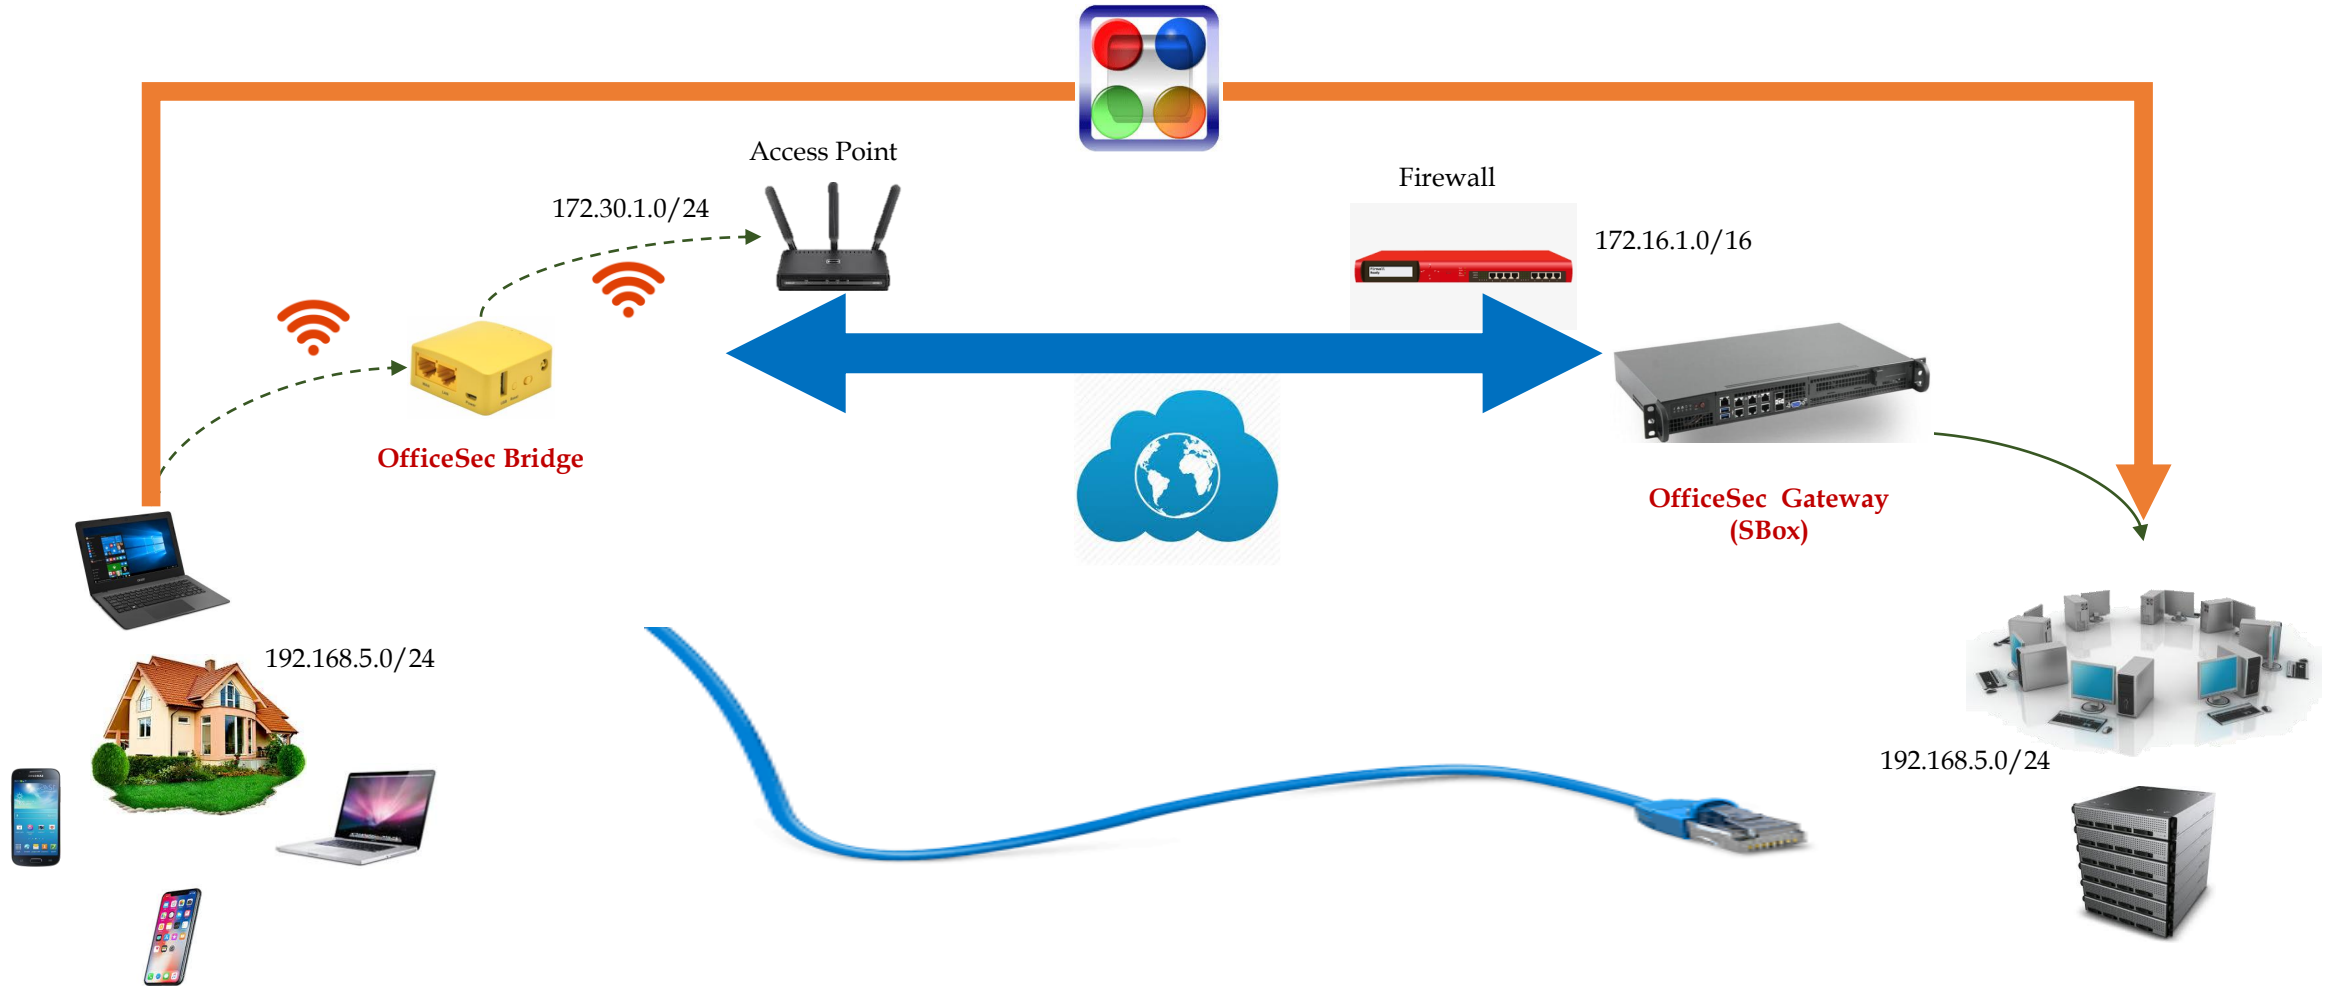 Access Point
Firewall
172.30.1.0/24
172.16.1.0/16
OfficeSec Bridge
OfficeSec Gateway
(SBox)
192.168.5.0/24
192.168.5.0/24